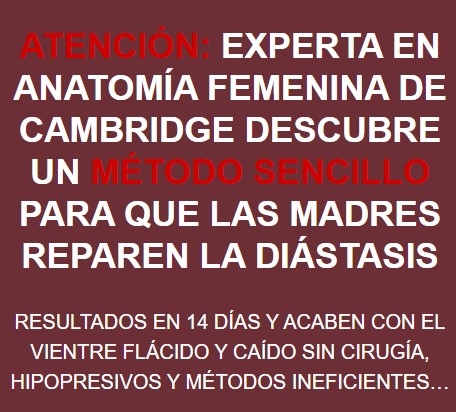 ATENCIÓN: EXPERTA EN
ANATOMÍA FEMENINA DE
CAMBRIDGE DESCUBRE
UN MÉTODO SENCILLO
PARA QUE LAS MADRES
REPAREN LA DIÁSTASIS
RESULTADOS EN 14 DÍAS Y ACABEN CON EL
VIENTRE FLÁCIDO Y CAÍDO SIN CIRUGÍA,
HIPOPRESIVOS Y MÉTODOS INEFICIENTES...